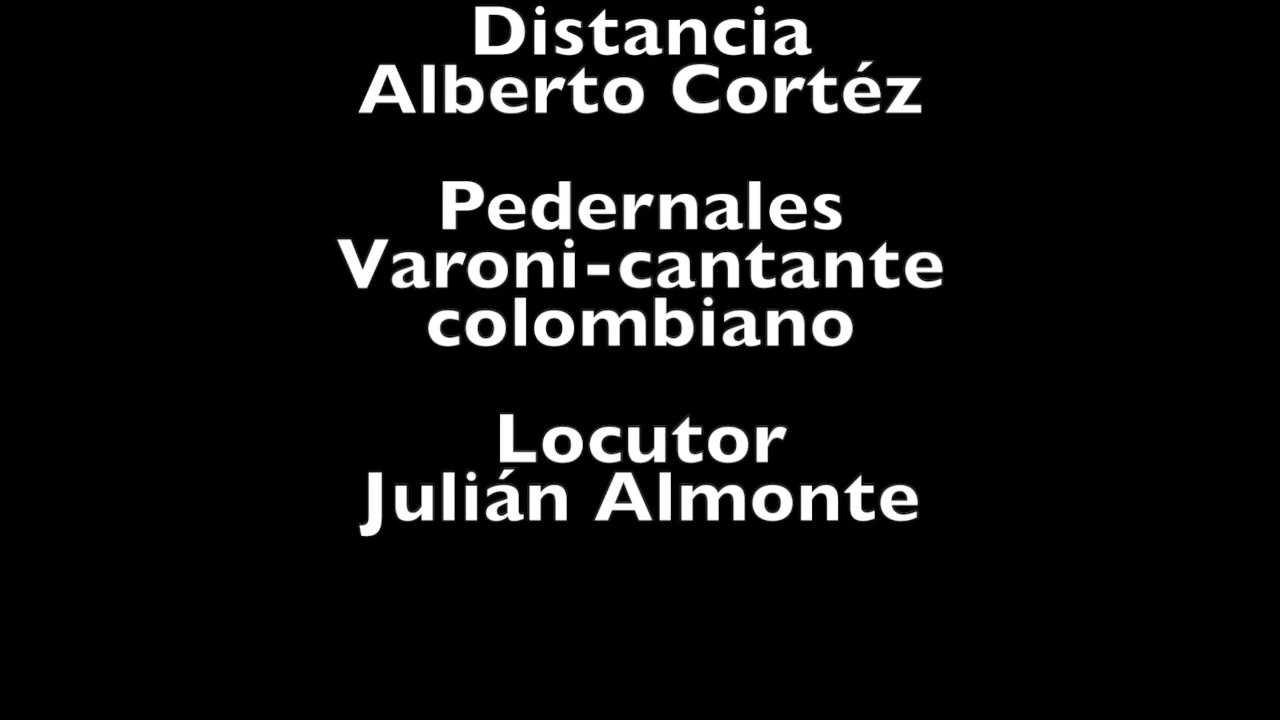 Distancia
Alberto Cortéz
Pedernales
Varoni-cantante
colombiano
Locutor
Julián Almonte